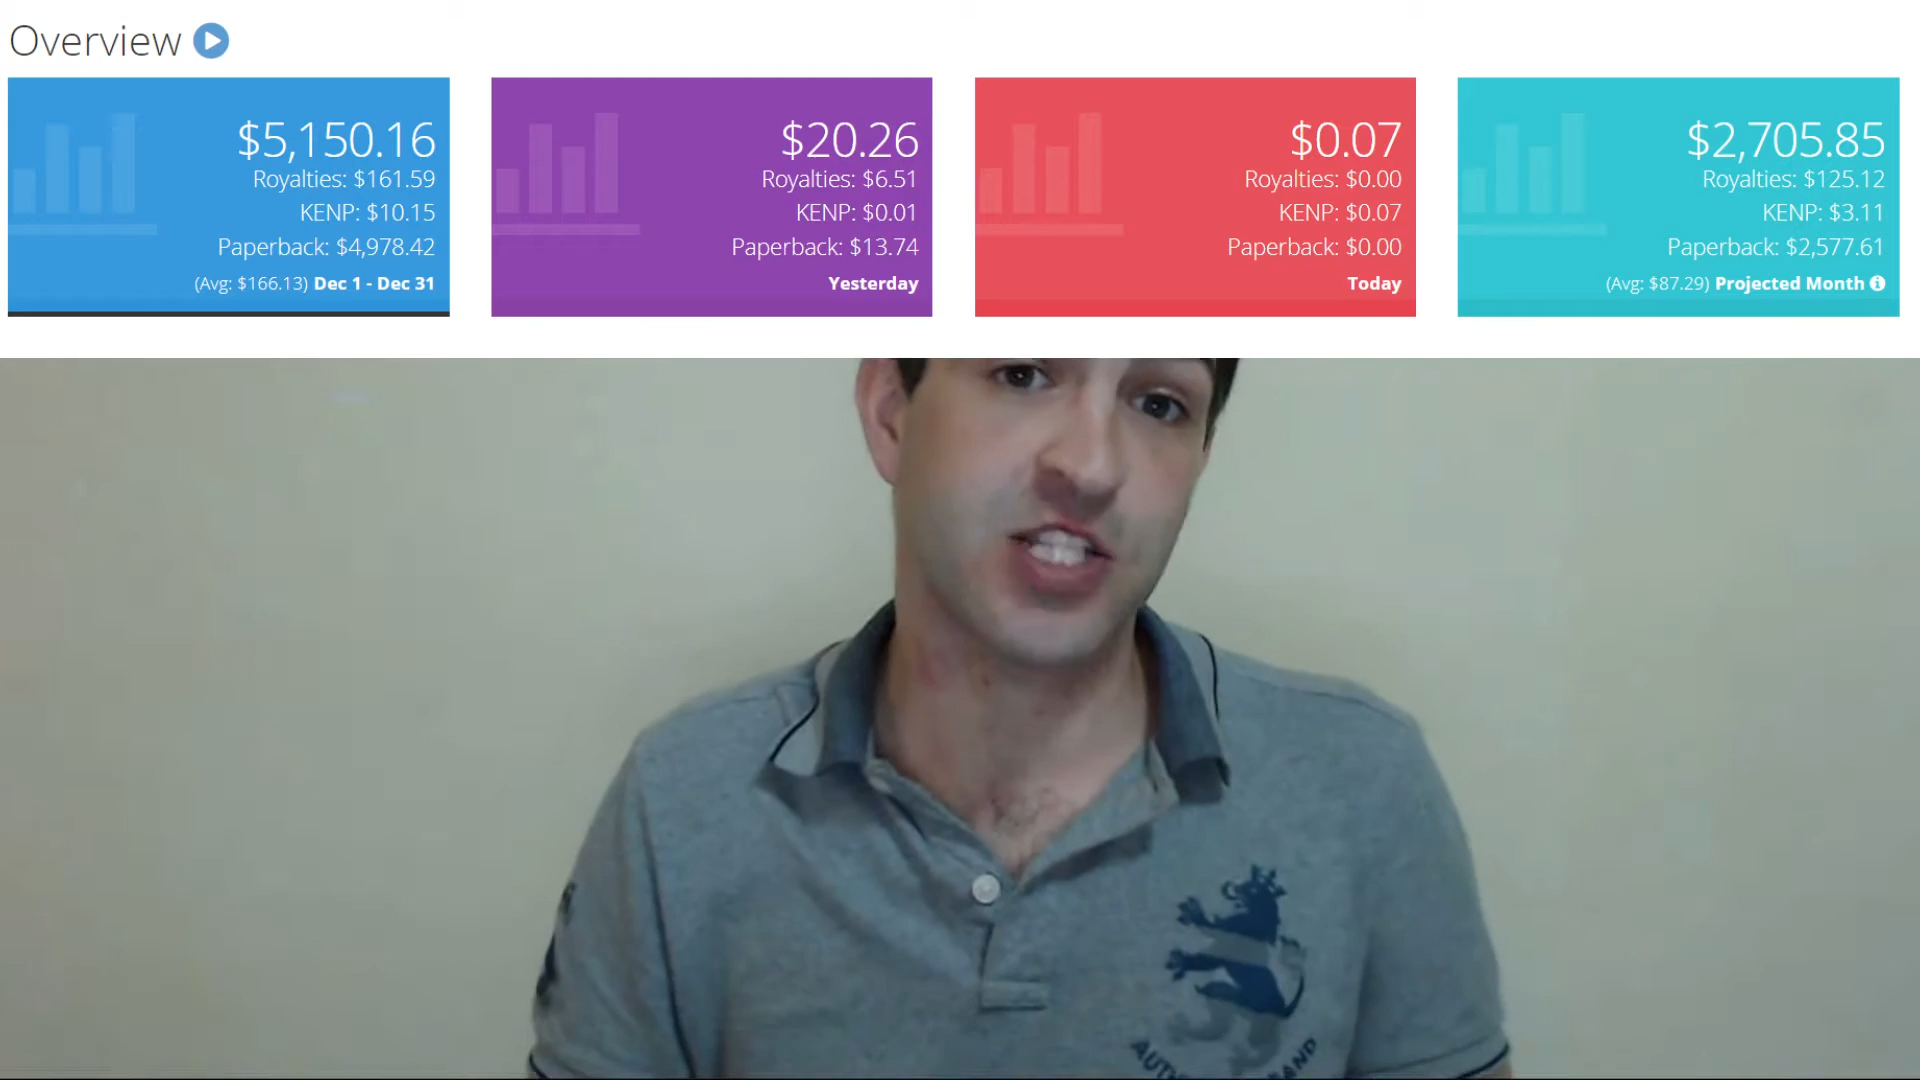 Overview
$5,150.16
Royalties: $161.59
KENP: $10.15
Paperback: $4,978.42
(Avg: $166.13) Dec 1 - Dec 31
$20.26
Royalties: $6.51
KENP: $0.01
Paperback: $13.74
Yesterday
$0.07
Royalties: $0.00
KENP: $0.07
Paperback: $0.00
Today
$2,705.85
Royalties: $125.12
KENP: $3.11
Paperback: $2,577.61
(Avg: $87.29) Projected Month